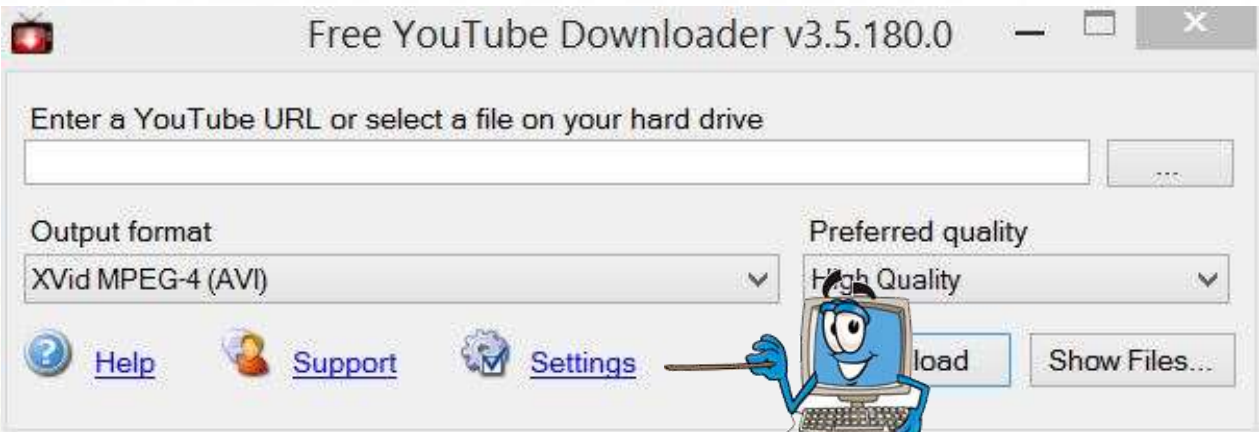 Free YouTube Downloader v3.5.180.0
Enter a YouTube URL or select a file on your hard drive
...
Output format
Preferred quality
XVid MPEG-4 (AVI)
High Quality
Help
Support
Settings
load
Show Files...